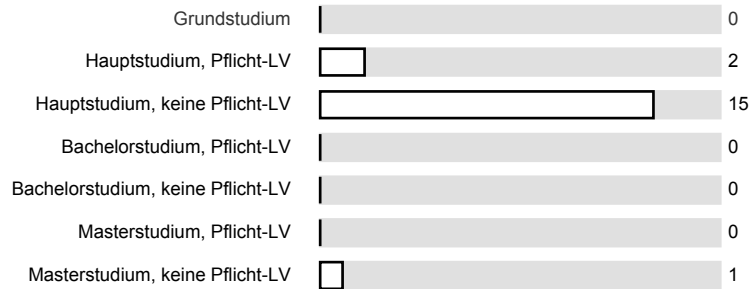 Grundstudium 0
Hauptstudium, Pflicht-LV 2
Hauptstudium, keine Pflicht-LV 15
Bachelorstudium, Pflicht-LV 0
Bachelorstudium, keine Pflicht-LV 0
Masterstudium, Pflicht-LV 0
Masterstudium, keine Pflicht-LV 1